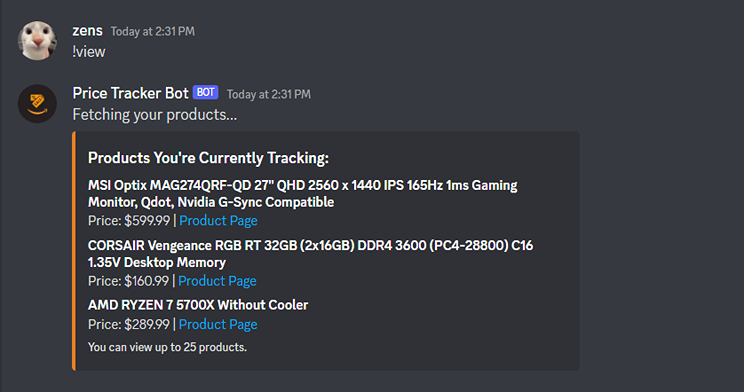 zens Today at 2:31 PM
!view
Price Tracker Bot BOT Today at 2:31 PM
Fetching your products...
Products You're Currently Tracking:
MSI Optix MAG274QRF-QD 27" QHD 2560 x 1440 IPS 165Hz 1ms Gaming
Monitor, Qdot, Nvidia G-Sync Compatible
Price: $599.99 | Product Page
CORSAIR Vengeance RGB RT 32GB (2x16GB) DDR4 3600 (PC4-28800) C16
1.35V Desktop Memory
Price: $160.99 | Product Page
AMD RYZEN 7 5700X Without Cooler
Price: $289.99 | Product Page
You can view up to 25 products.